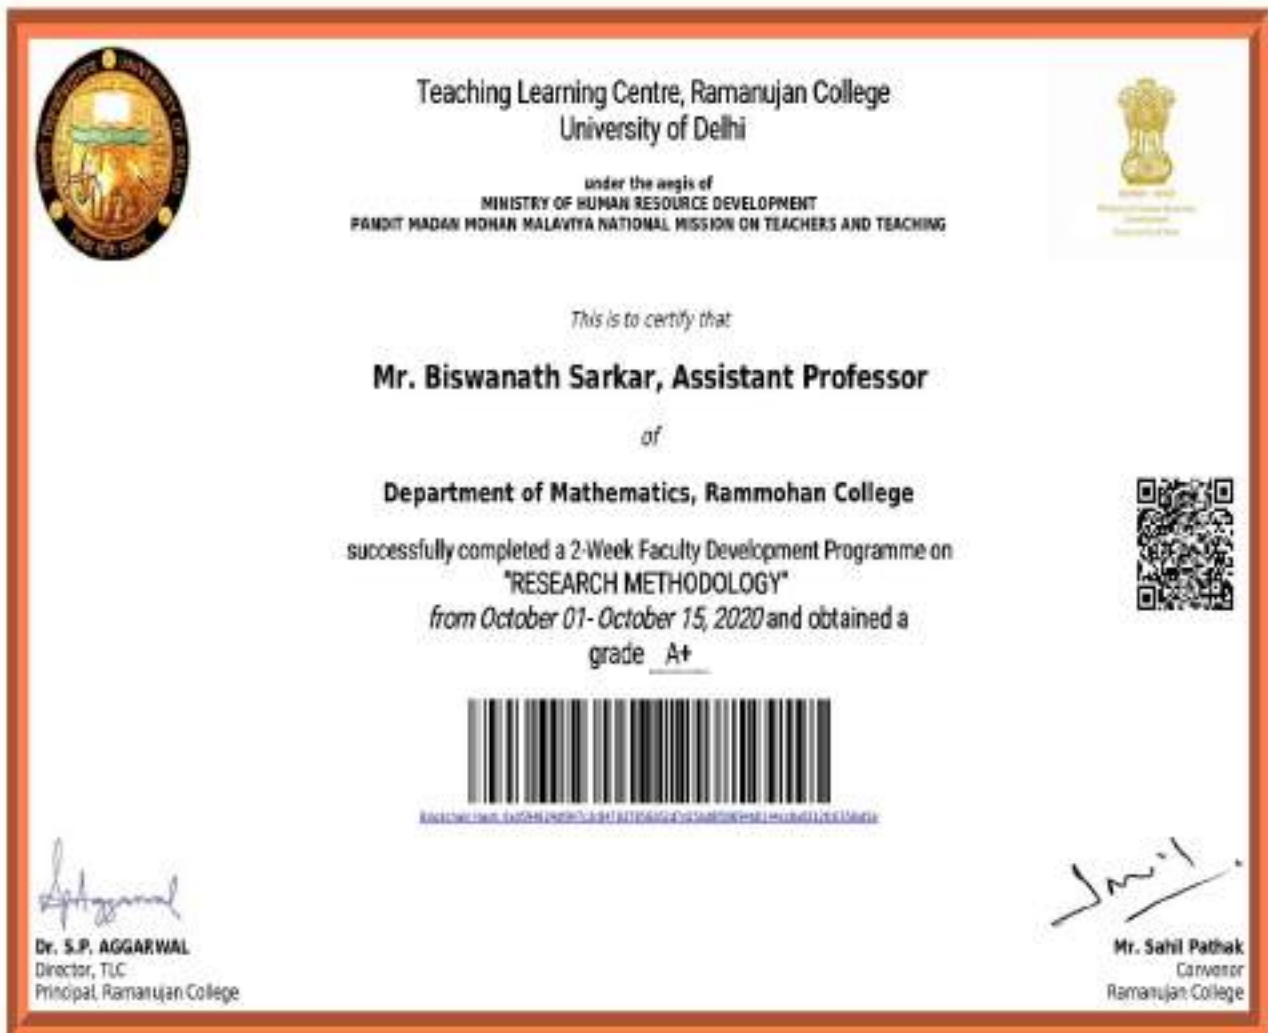 Teaching Learning Centre, Ramanujan College
University of Delhi
under the aegis of
MINISTRY OF HUMAN RESOURCE DEVELOPMENT
PANDIT MADAN MOHAN MALAVIYA NATIONAL MISSION ON TEACHERS AND TEACHING
UNIVERSITY OF DELHI
This is to certify that
Mr. Biswanath Sarkar, Assistant Professor
of
Department of Mathematics, Rammohan College
successfully completed a 2-Week Faculty Development Programme on
"RESEARCH METHODOLOGY"
from October 01- October 15, 2020 and obtained a
grade A+
Dr. S.P. AGGARWAL
Director, TLC
Principal, Ramanujan College
Mr. Sahil Pathak
Convenor
Ramanujan College